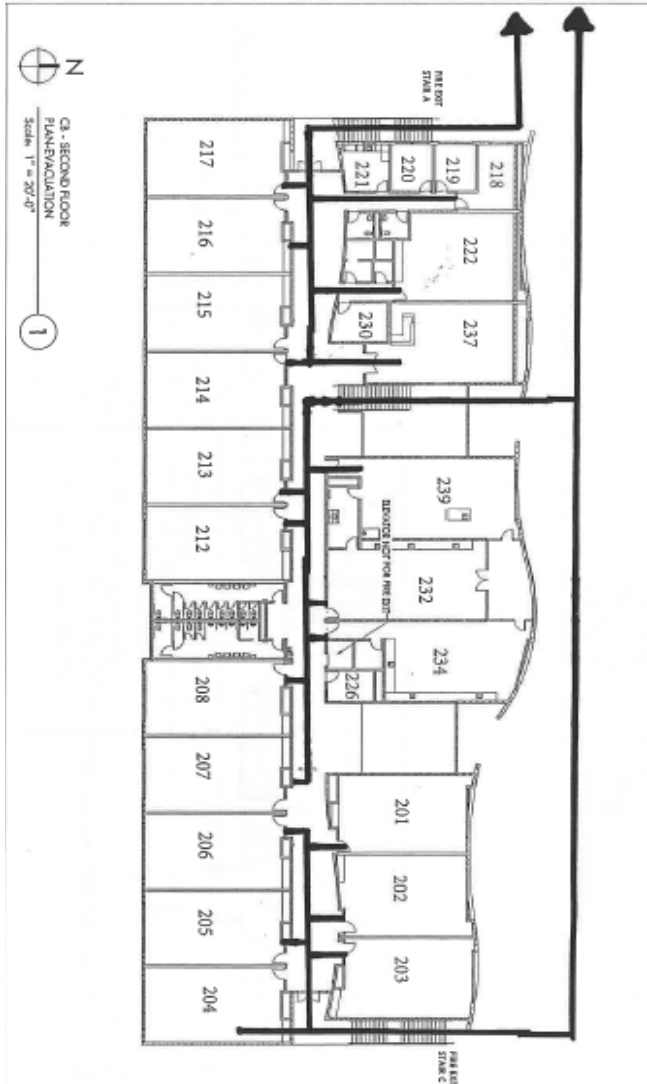 N
CB - SECOND FLOOR
PLAN-EVACUATION
Scale: 1" = 20'-0"
1
FIRE EXIT
STAIR A
217
216
215
214
213
212
208
207
206
205
204
221
220
219
218
222
230
237
239
ELEVATOR NOT FOR FIRE EXIT
232
234
226
201
202
203
FIRE EXI
STAIR C